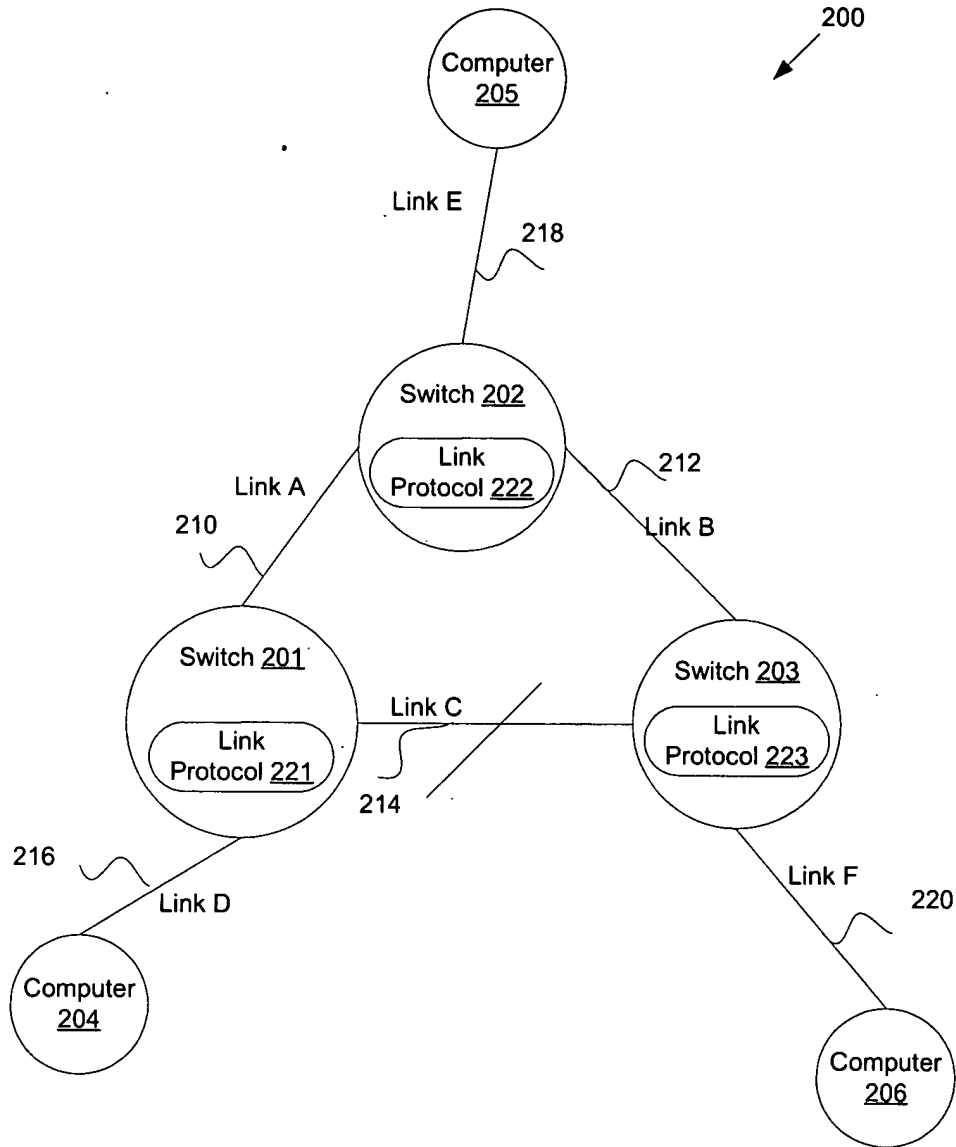 200
Computer
205
Link E
218
Switch 202
Link
Protocol 222
212
Link A
Link B
210
Switch 201
Switch 203
Link C
Link
Protocol 221
Link
Protocol 223
214
216
Link D
Link F
220
Computer
204
Computer
206